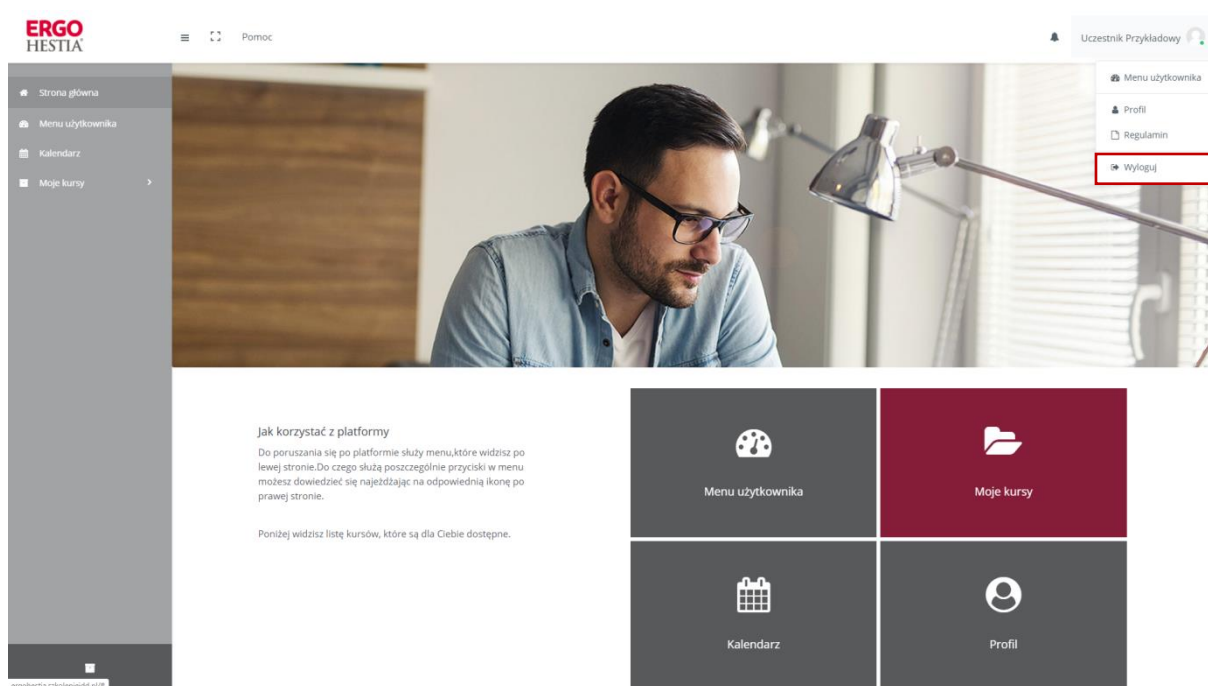 ERGO
HESTIA
Pomoc
Uczestnik Przykładowy
Menu użytkownika
Profil
Regulamin
Wyloguj
Strona główna
Menu użytkownika
Kalendarz
Moje kursy
Jak korzystać z platformy
Do poruszania się po platformie służy menu,które widzisz po
lewej stronie.Do czego służą poszczególnie przyciski w menu
możesz dowiedzieć się najeżdżając na odpowiednią ikonę po
prawej stronie.
Poniżej widzisz listę kursów, które są dla Ciebie dostępne.
Menu użytkownika
Moje kursy
Kalendarz
Profil